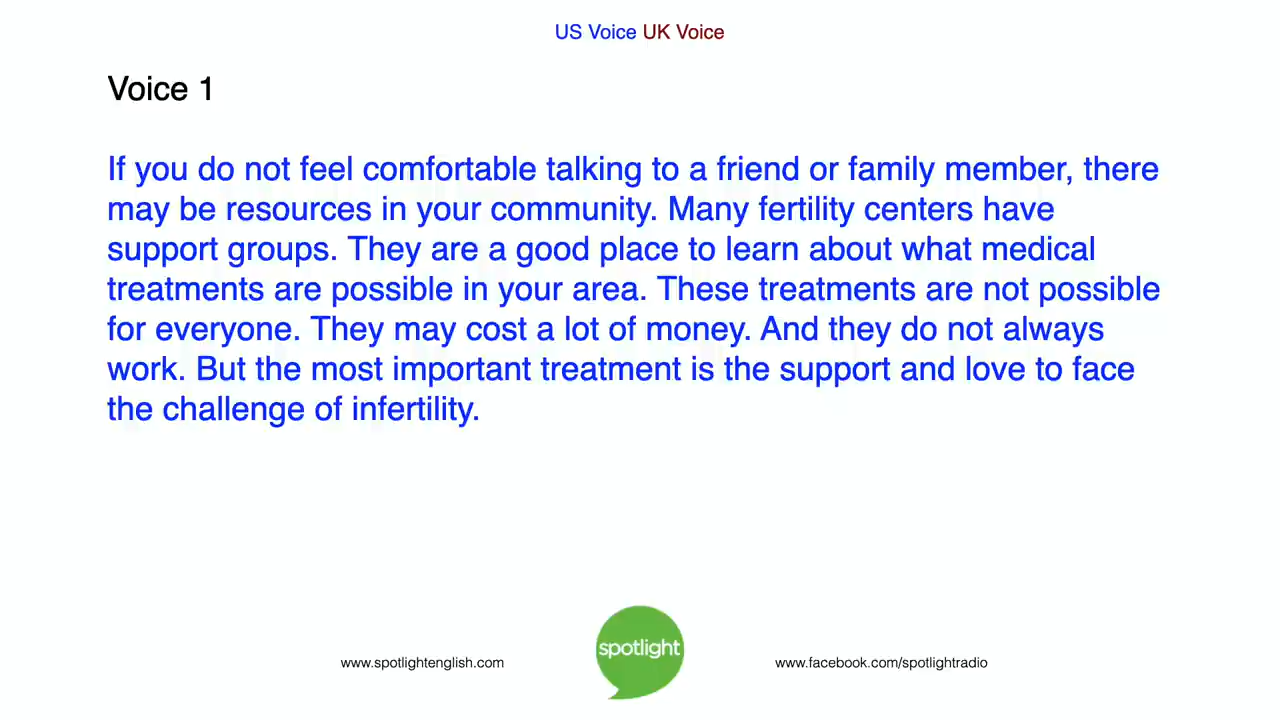 US Voice UK Voice
Voice 1
If you do not feel comfortable talking to a friend or family member, there
may be resources in your community. Many fertility centers have
support groups. They are a good place to learn about what medical
treatments are possible in your area. These treatments are not possible
for everyone. They may cost a lot of money. And they do not always
work. But the most important treatment is the support and love to face
the challenge of infertility.
spotlight
www.spotlightenglish.com
www.facebook.com/spotlightradio